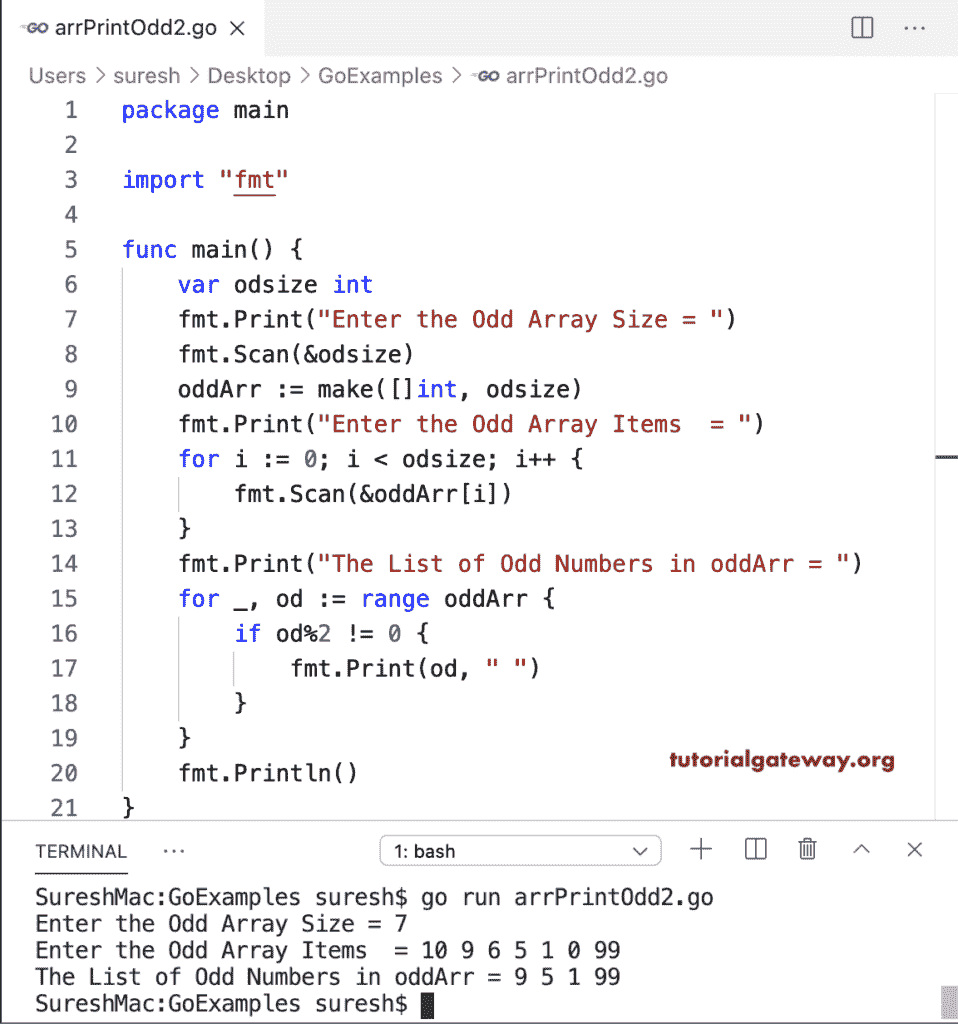 GO arrPrintOdd2.go
Users > suresh > Desktop > GoExamples > GO arrPrintOdd2.go
1 package main
2
3 import "fmt"
4
5 func main() {
6     var odsize int
7     fmt.Print("Enter the Odd Array Size = ")
8     fmt.Scan(&odsize)
9     oddArr := make([]int, odsize)
10     fmt.Print("Enter the Odd Array Items  = ")
11     for i := 0; i < odsize; i++ {
12         fmt.Scan(&oddArr[i])
13     }
14     fmt.Print("The List of Odd Numbers in oddArr = ")
15     for _, od := range oddArr {
16         if od%2 != 0 {
17             fmt.Print(od, " ")
18         }
19     }
tutorialgateway.org
20     fmt.Println()
21 }
TERMINAL ··· 1: bash
SureshMac:GoExamples suresh$ go run arrPrintOdd2.go
Enter the Odd Array Size = 7
Enter the Odd Array Items  = 10 9 6 5 1 0 99
The List of Odd Numbers in oddArr = 9 5 1 99
SureshMac:GoExamples suresh$